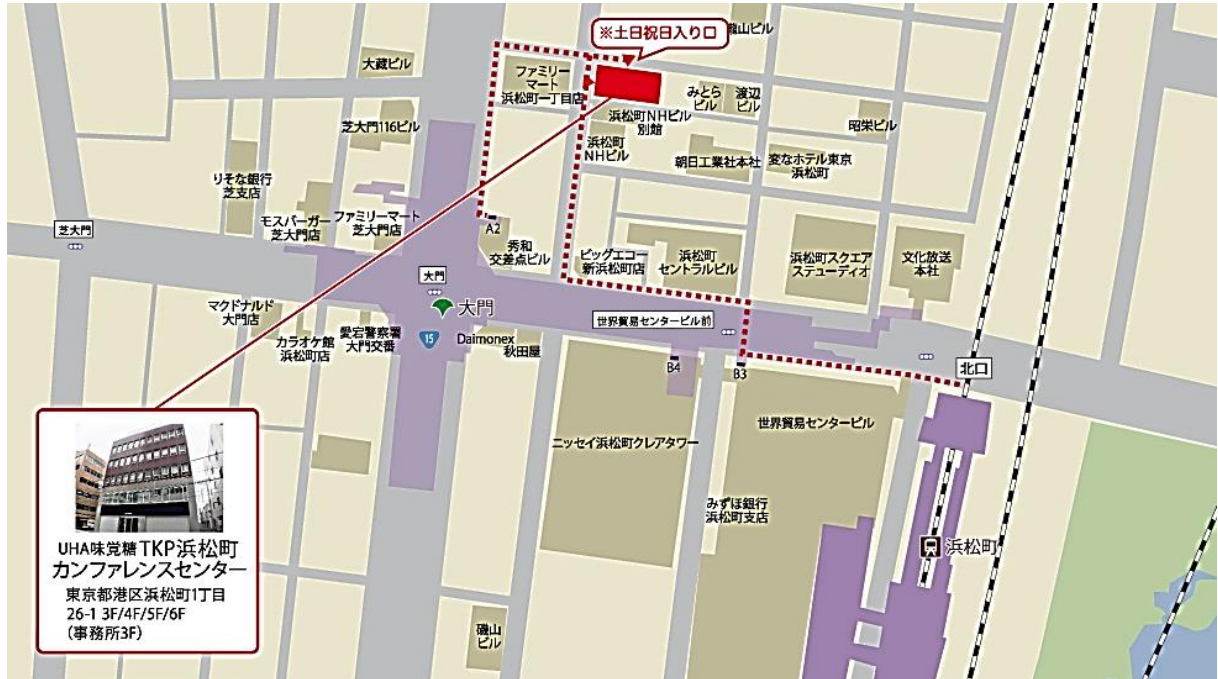 ※土日祝日入り口
大蔵ビル
ファミリー
マート
浜松町一丁目店
みとら
ビル
渡辺
ビル
浜松町NHビル
別館
昭栄ビル
芝大門116ビル
浜松町
NHビル
朝日工業社本社
変なホテル東京
浜松町
りそな銀行
芝支店
モスバーガー
芝大門店
ファミリーマート
芝大門店
A2
芝大門
秀和
交差点ビル
ビッグエコー
新浜松町店
浜松町
セントラルビル
浜松町スクエア
ステューディオ
文化放送
本社
大門
大門
マクドナルド
大門店
カラオケ館
浜松町店
愛宕警察署
大門交番
15
Daimonex
秋田屋
世界貿易センタービル前
B4
B3
北口
世界貿易センタービル
ニッセイ浜松町クレアタワー
みずほ銀行
浜松町支店
浜松町
磯山
ビル
UHA味覚糖 TKP浜松町
カンファレンスセンター
東京都港区浜松町1丁目
26-1 3F/4F/5F/6F
(事務所3F)